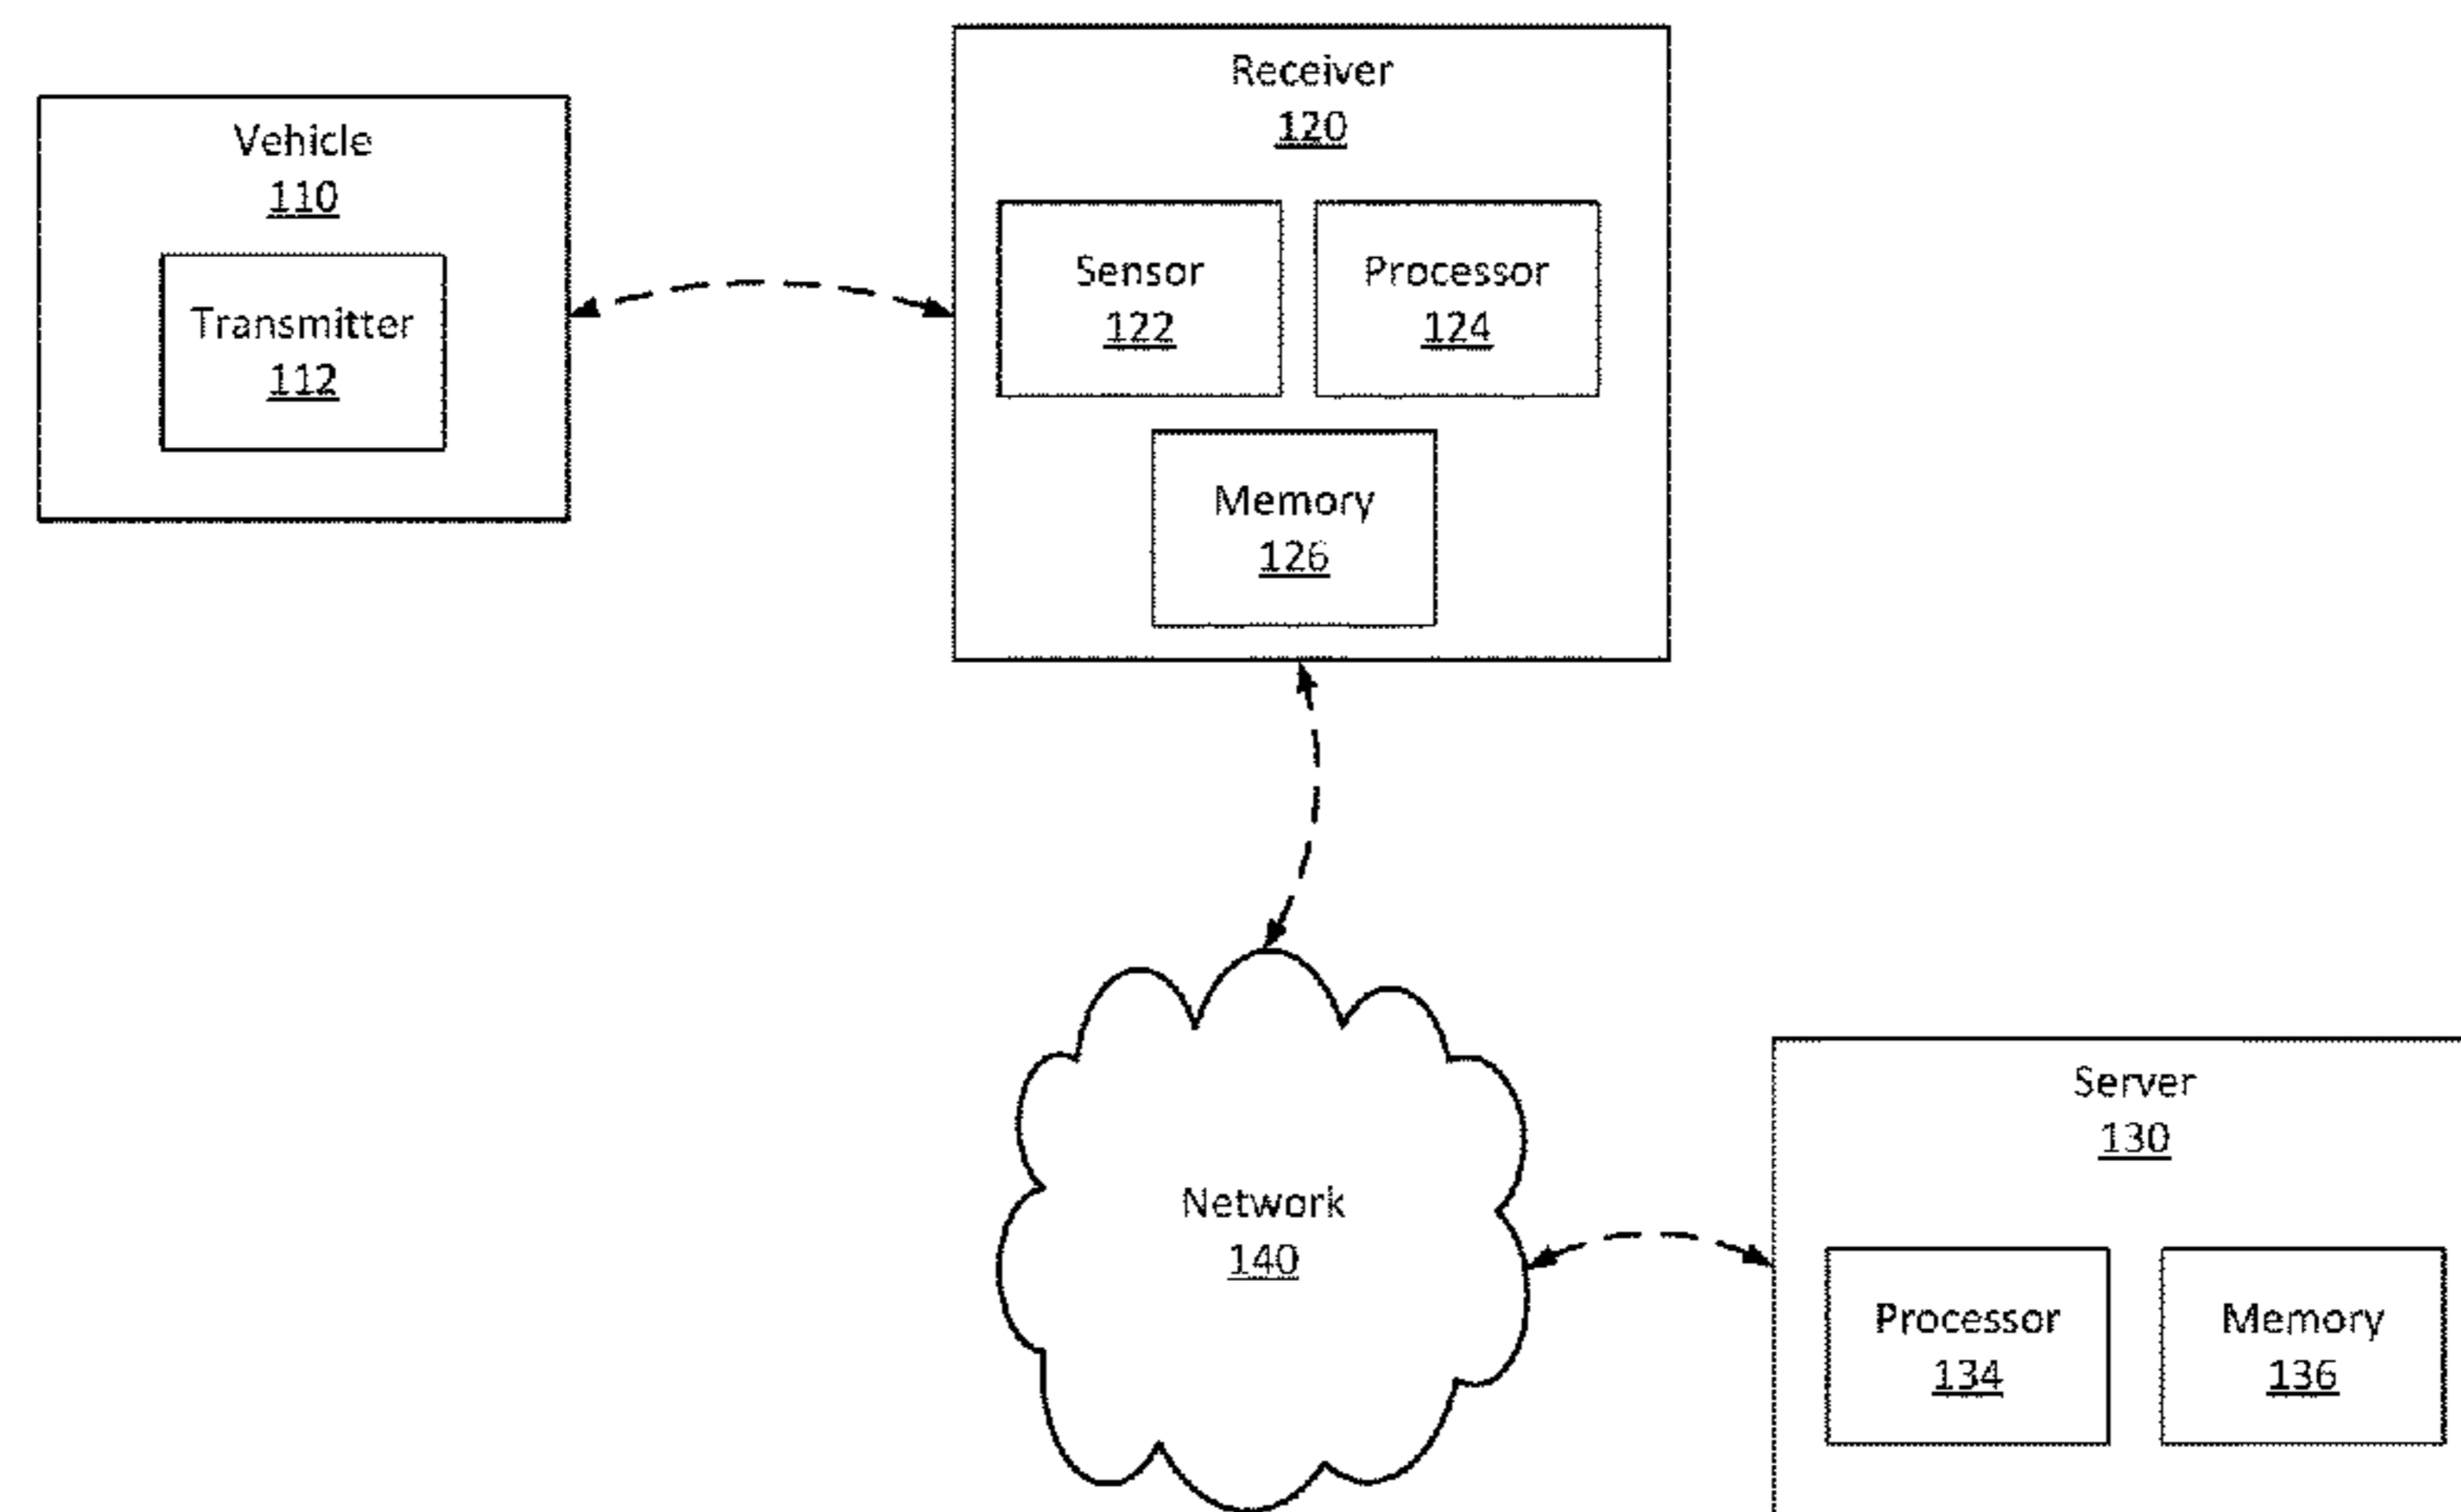 Vehicle
110
Transmitter
112
Receiver
120
Sensor
122
Processor
124
Memory
126
Network
140
Server
130
Processor
134
Memory
136